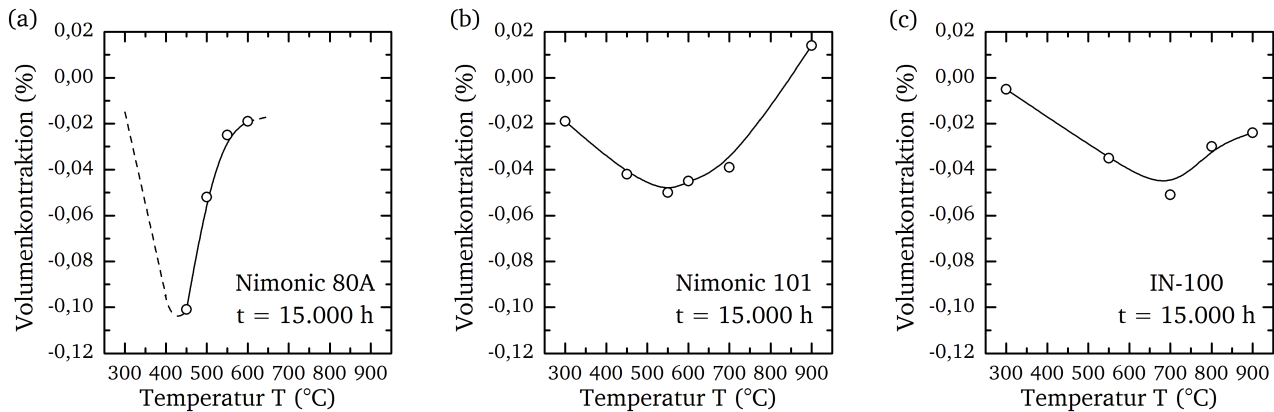 (a)
0,02
0,00
-0,02
-0,04
-0,06
-0,08
-0,10
-0,12
Volumenkontraktion (%)
Nimonic 80A
t = 15.000 h
300 400 500 600 700 800 900
Temperatur T (°C)
(b)
0,02
0,00
-0,02
-0,04
-0,06
-0,08
-0,10
-0,12
Volumenkontraktion (%)
Nimonic 101
t = 15.000 h
300 400 500 600 700 800 900
Temperatur T (°C)
(c)
0,02
0,00
-0,02
-0,04
-0,06
-0,08
-0,10
-0,12
Volumenkontraktion (%)
IN-100
t = 15.000 h
300 400 500 600 700 800 900
Temperatur T (°C)